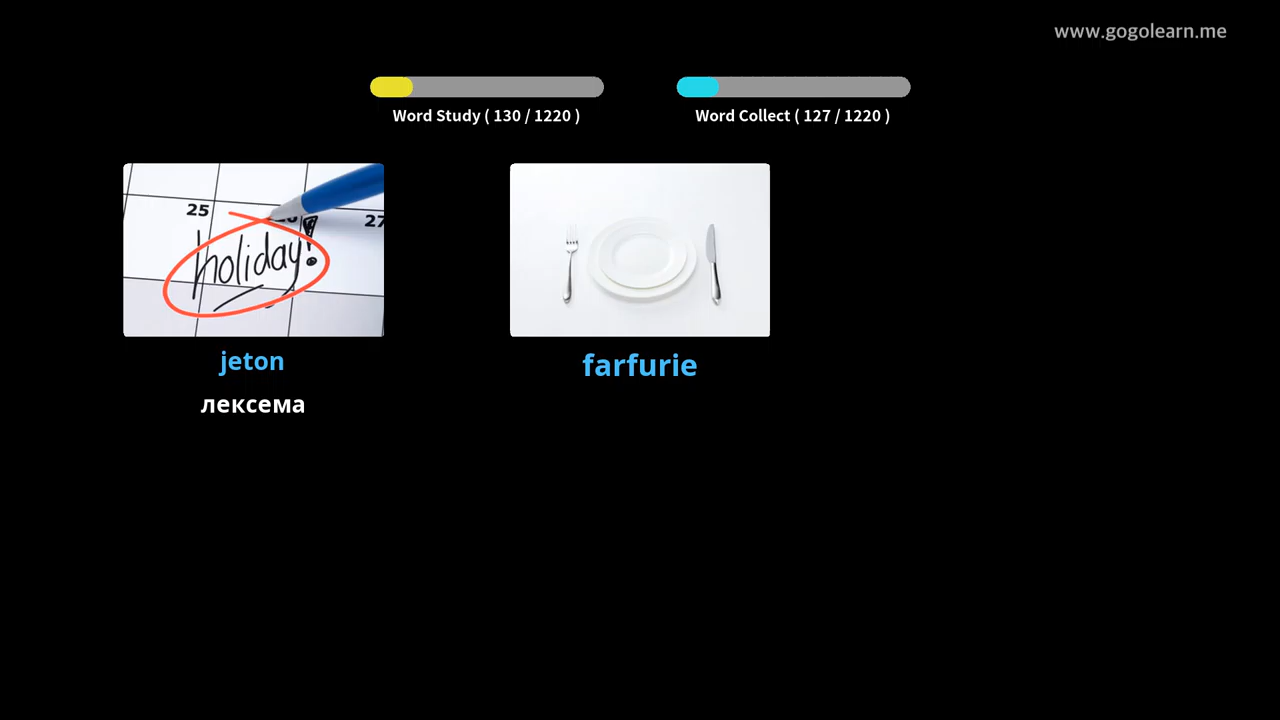 www.gogolearn.me
Word Study ( 130 / 1220 )
Word Collect ( 127 / 1220 )
25
27
holiday!
jeton
farfurie
лексема